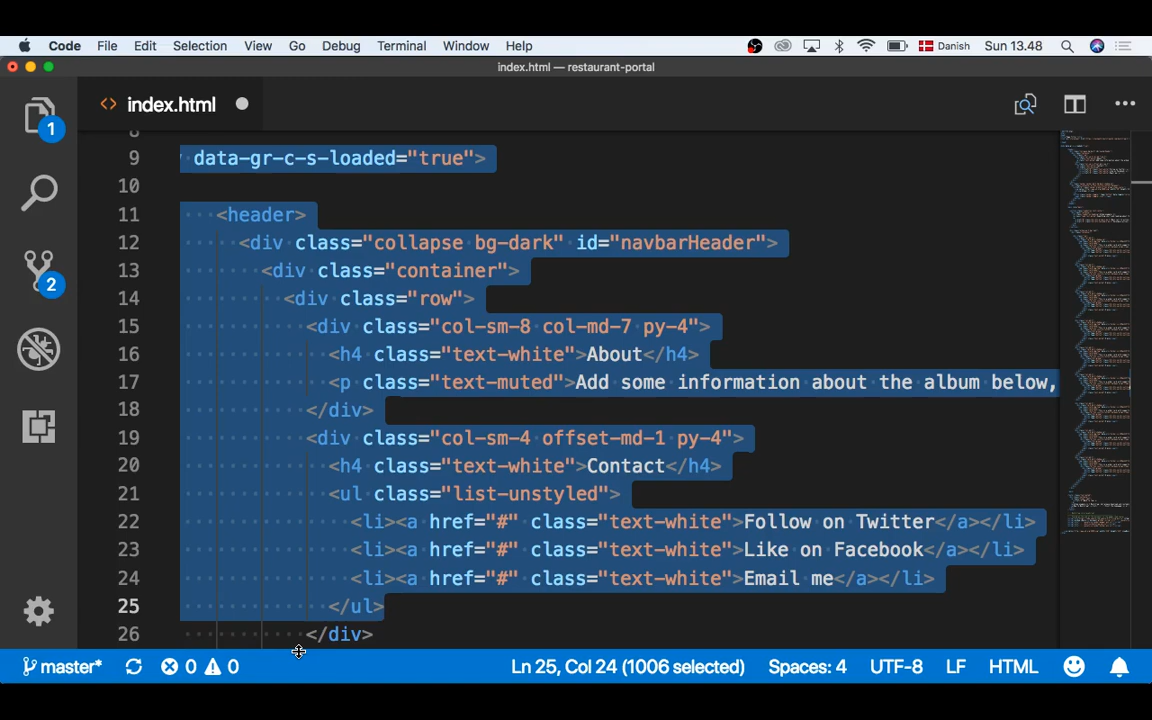 Code File Edit Selection View Go Debug Terminal Window Help Danish Sun 13.48
index.html — restaurant-portal
1 <> index.html
8
9 data-gr-c-s-loaded="true">
10
11 <header>
12 <div class="collapse bg-dark" id="navbarHeader">
13 <div class="container">
14 <div class="row">
15 <div class="col-sm-8 col-md-7 py-4">
16 <h4 class="text-white">About</h4>
17 <p class="text-muted">Add some information about the album below,
18 </div>
19 <div class="col-sm-4 offset-md-1 py-4">
20 <h4 class="text-white">Contact</h4>
2
21 <ul class="list-unstyled">
22 <li><a href="#" class="text-white">Follow on Twitter</a></li>
23 <li><a href="#" class="text-white">Like on Facebook</a></li>
24 <li><a href="#" class="text-white">Email me</a></li>
25 </ul>
26 </div>
master* 0 0 Ln 25, Col 24 (1006 selected) Spaces: 4 UTF-8 LF HTML